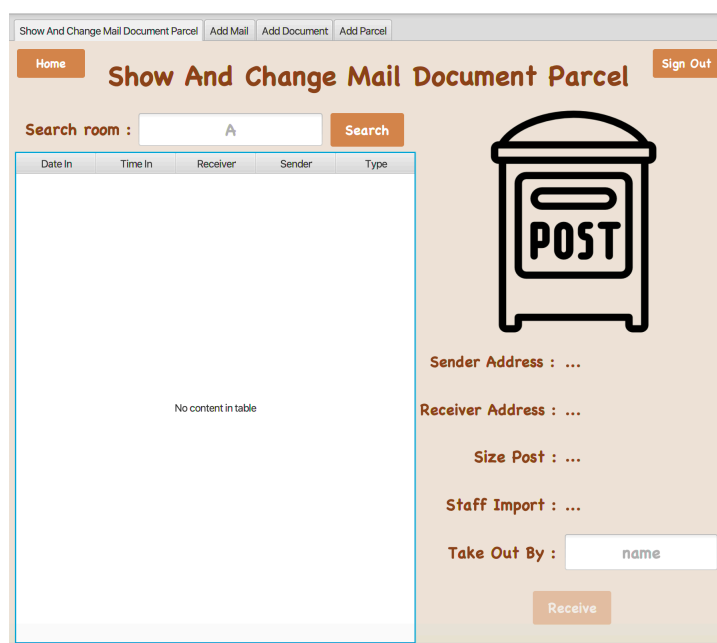 Show And Change Mail Document Parcel Add Mail Add Document Add Parcel
Home
Show And Change Mail Document Parcel
Sign Out
Search room : A Search
Date In Time In Receiver Sender Type
No content in table
POST
Sender Address : ...
Receiver Address : ...
Size Post : ...
Staff Import : ...
Take Out By : name
Receive